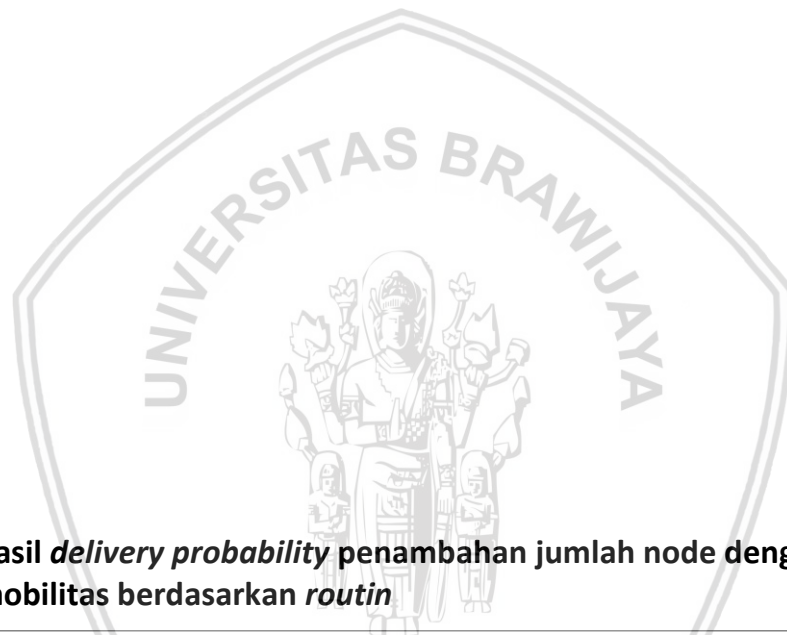 UNIVERSITAS BRAWIJAYA
asil delivery probability penambahan jumlah node deng
nobilitas berdasarkan routin